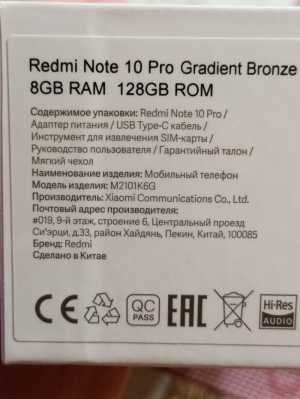 Redmi Note 10 Pro Gradient Bronze
8GB RAM 128GB ROM
Содержимое упаковки: Redmi Note 10 Pro /
Адаптер питания / USB Type-C кабель /
Инструмент для извлечения SIM-карты /
Руководство пользователя / Гарантийный талон /
Мягкий чехол
Наименование изделия: Мобильный телефон
Модель изделия: M2101K6G
Производитель: Xiaomi Communications Co., Ltd.
Почтовый адрес производителя:
#019, 9-й этаж, строение 6, Центральный проезд
Си'эрци, д.33, район Хайдянь, Пекин, Китай, 100085
Бренд: Redmi
Сделано в Китае
CE QC PASS EAC Hi-Res AUDIO